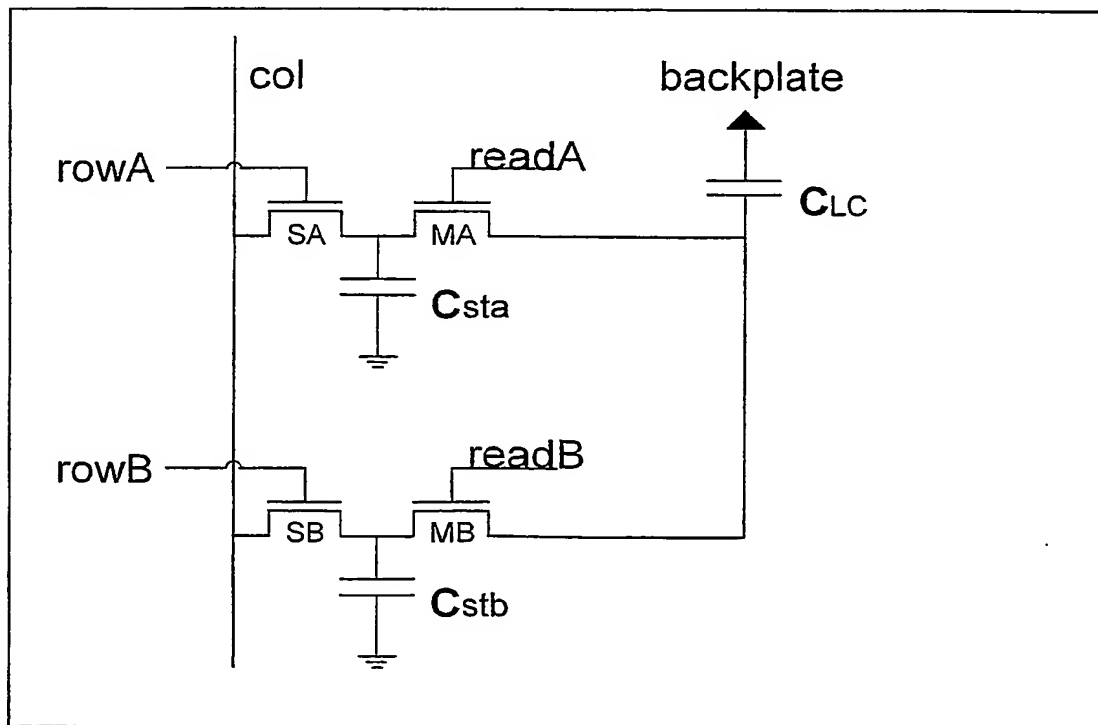 col
backplate
rowA
readA
CLC
SA
MA
Csta
rowB
readB
SB
MB
Cstb